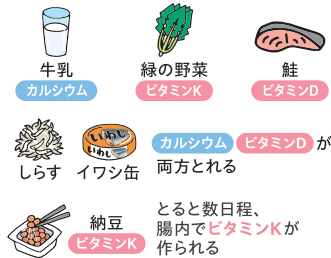 牛乳
カルシウム
緑の野菜
ビタミンK
鮭
ビタミンD
しらす
いわし
いわし
イワシ缶
カルシウム ビタミンD が
両方とれる
納豆
ビタミンK
とると数日程、
腸内でビタミンKが
作られる